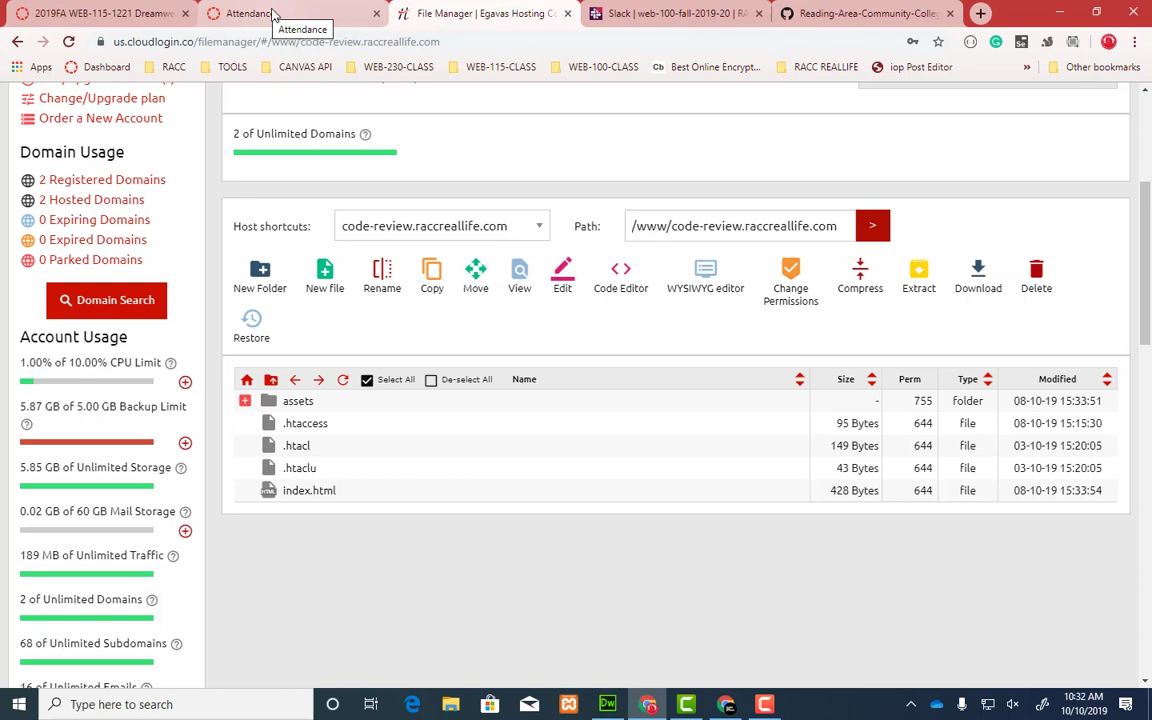 2019FA WEB-115-1221 Dreamwe
Attendanc
File Manager | Egavas Hosting Co
Slack | web-100-fall-2019-20 | RA
Reading-Area-Community-Colleg
Attendance
us.cloudlogin.co/filemanager/#/www/code-review.raccreallife.com
Apps
Dashboard
RACC
TOOLS
CANVAS API
WEB-230-CLASS
WEB-115-CLASS
WEB-100-CLASS
Cb Best Online Encrypt...
RACC REALLIFE
iop Post Editor
»
Other bookmarks
Change/Upgrade plan
Order a New Account
Domain Usage
2 Registered Domains
2 Hosted Domains
0 Expiring Domains
0 Expired Domains
0 Parked Domains
Domain Search
Account Usage
1.00% of 10.00% CPU Limit
5.87 GB of 5.00 GB Backup Limit
5.85 GB of Unlimited Storage
0.02 GB of 60 GB Mail Storage
189 MB of Unlimited Traffic
2 of Unlimited Domains
68 of Unlimited Subdomains
16 of Unlimited Emails
2 of Unlimited Domains
Host shortcuts: code-review.raccreallife.com Path: /www/code-review.raccreallife.com >
New Folder
New file
Rename
Copy
Move
View
Edit
Code Editor
WYSIWYG editor
Change
Permissions
Compress
Extract
Download
Delete
Restore
Select All De-select All Name Size Perm Type Modified
assets - 755 folder 08-10-19 15:33:51
.htaccess 95 Bytes 644 file 08-10-19 15:15:30
.htacl 149 Bytes 644 file 03-10-19 15:20:05
.htaclu 43 Bytes 644 file 03-10-19 15:20:05
index.html 428 Bytes 644 file 08-10-19 15:33:54
Type here to search
Dw
10:32 AM
10/10/2019